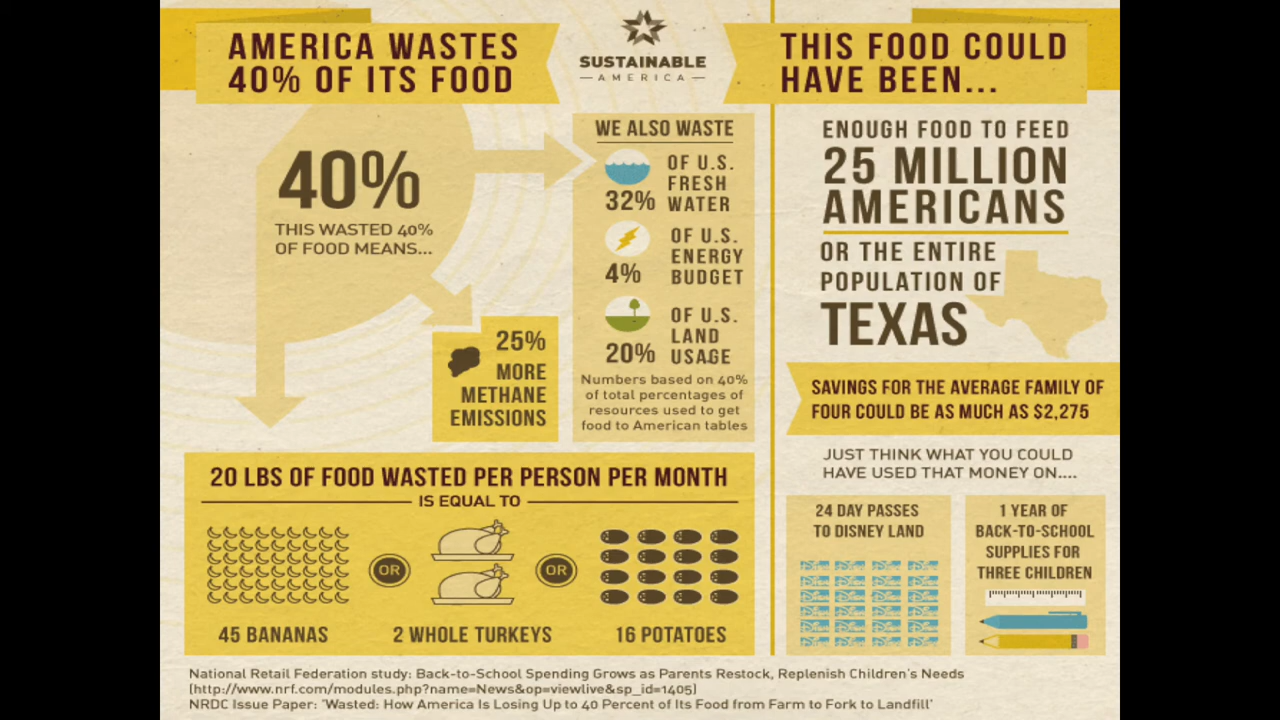 AMERICA WASTES
40% OF ITS FOOD
SUSTAINABLE
AMERICA
THIS FOOD COULD
HAVE BEEN...
40%
THIS WASTED 40%
OF FOOD MEANS...
WE ALSO WASTE
32%
OF U.S.
FRESH
WATER
4%
OF U.S.
ENERGY
BUDGET
20%
OF U.S.
LAND
USAGE
Numbers based on 40%
of total percentages of
resources used to get
food to American tables
25%
MORE
METHANE
EMISSIONS
20 LBS OF FOOD WASTED PER PERSON PER MONTH
IS EQUAL TO
OR
OR
45 BANANAS
2 WHOLE TURKEYS
16 POTATOES
ENOUGH FOOD TO FEED
25 MILLION
AMERICANS
OR THE ENTIRE
POPULATION OF
TEXAS
SAVINGS FOR THE AVERAGE FAMILY OF
FOUR COULD BE AS MUCH AS $2,275
JUST THINK WHAT YOU COULD
HAVE USED THAT MONEY ON....
24 DAY PASSES
TO DISNEY LAND
1 YEAR OF
BACK-TO-SCHOOL
SUPPLIES FOR
THREE CHILDREN
National Retail Federation study: Back-to-School Spending Grows as Parents Restock, Replenish Children's Needs
(http://www.nrf.com/modules.php?name=News&op=viewlive&sp_id=1405)
NRDC Issue Paper: 'Wasted: How America Is Losing Up to 40 Percent of Its Food from Farm to Fork to Landfill'